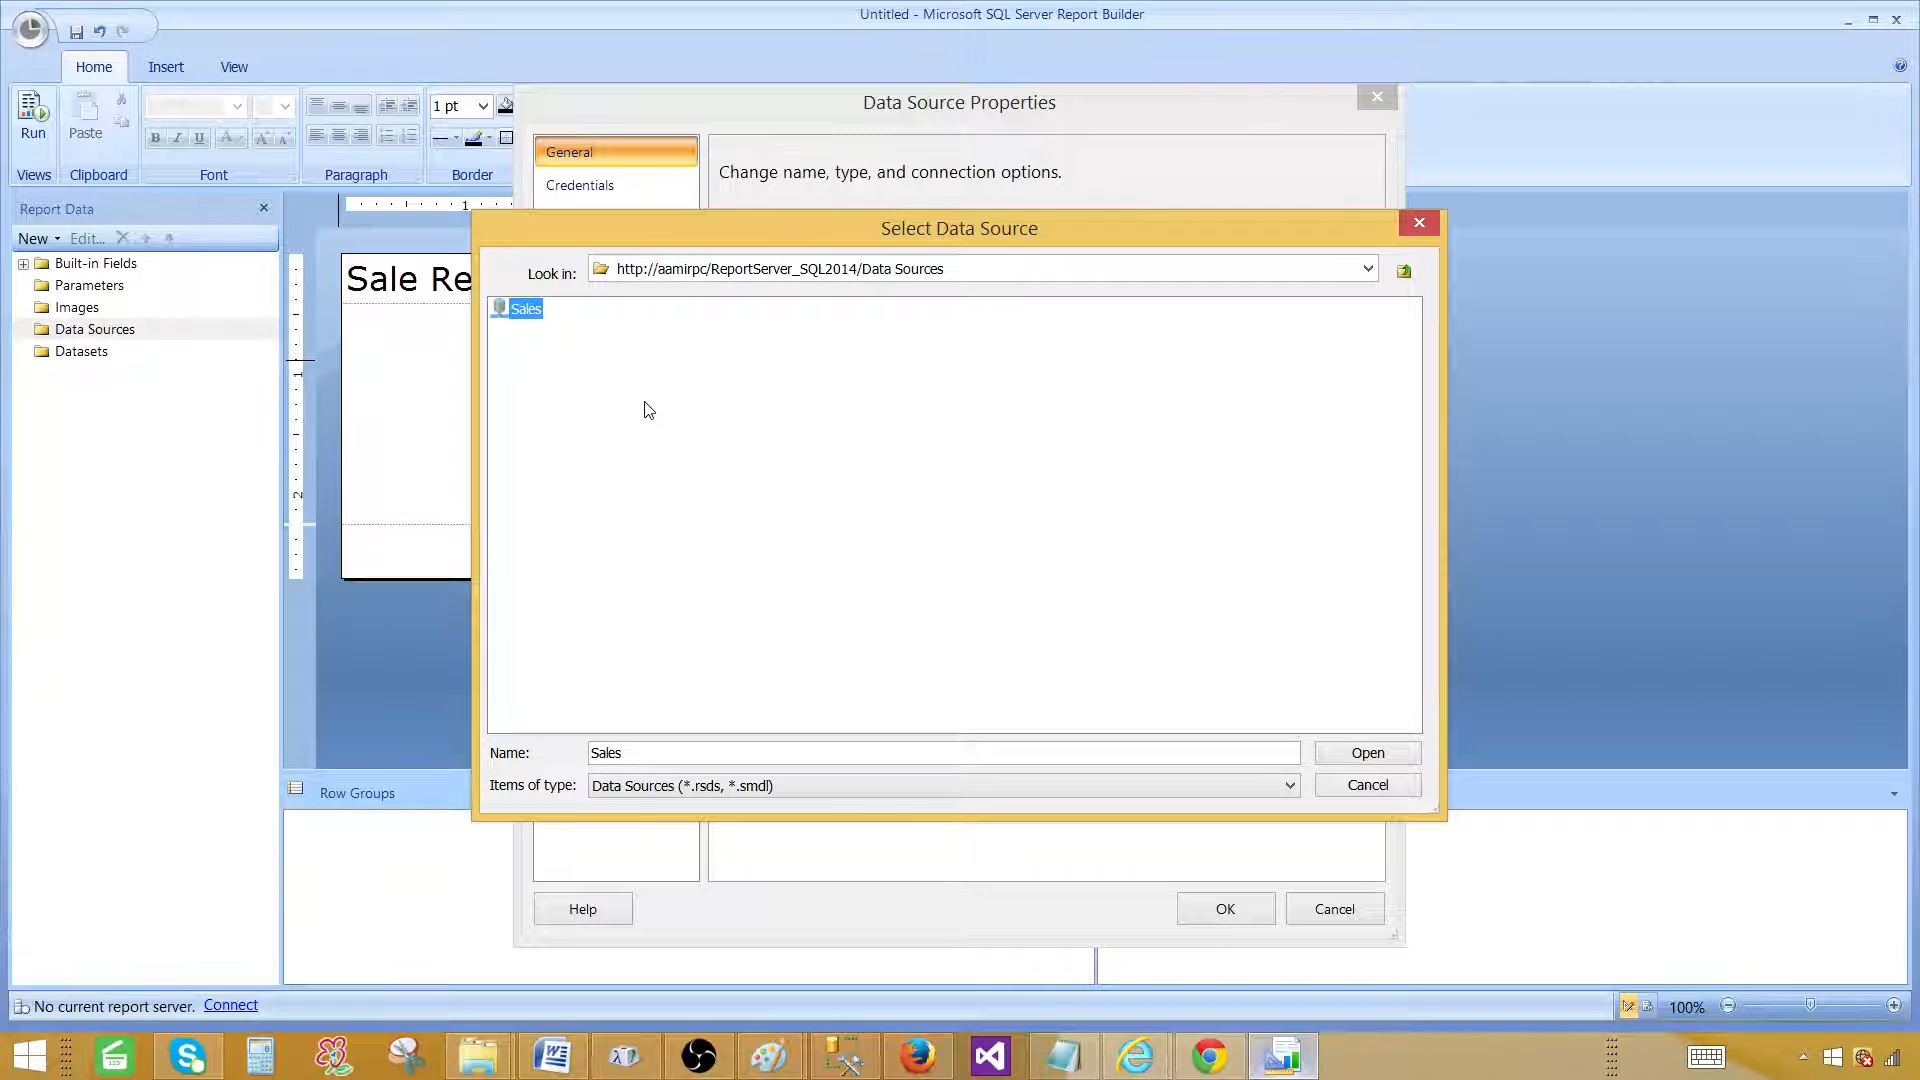 Untitled - Microsoft SQL Server Report Builder
Home Insert View
Run
Paste
1 pt
B I U A A A
Views Clipboard Font Paragraph Border
Data Source Properties
General
Credentials
Change name, type, and connection options.
Report Data
New Edit...
Built-in Fields
Parameters
Images
Data Sources
Datasets
1
1
2
Sale Re
Select Data Source
Look in: http://aamirpc/ReportServer_SQL2014/Data Sources
Sales
Name: Sales Open
Items of type: Data Sources (*.rsds, *.smdl) Cancel
Row Groups
Help OK Cancel
No current report server. Connect
100%